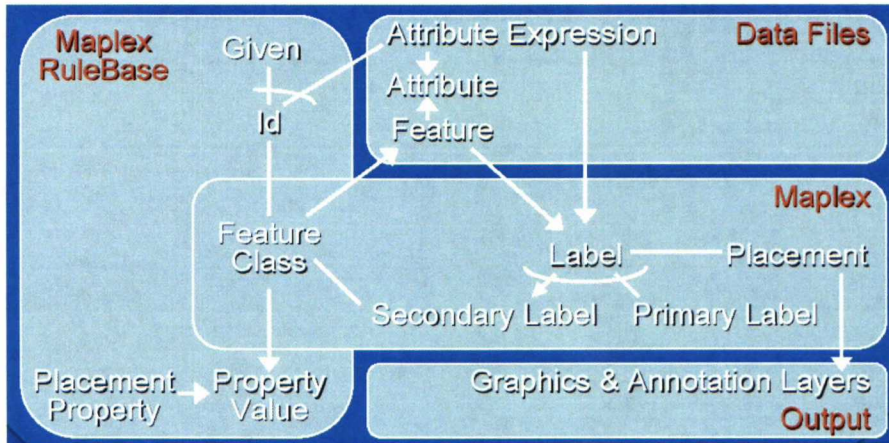 Maplex
RuleBase
Given
Id
Attribute Expression
Data Files
Attribute
Feature
Maplex
Feature
Class
Label
Placement
Secondary Label
Primary Label
Placement
Property
Property
Value
Graphics & Annotation Layers
Output